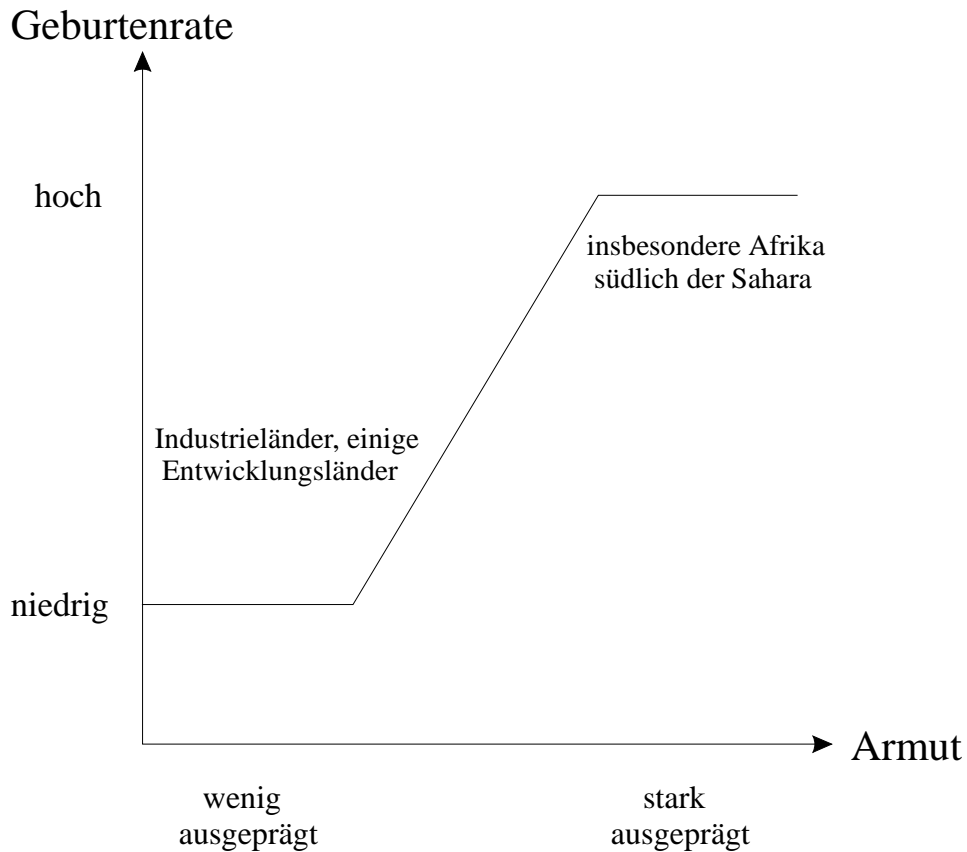 Geburtenrate
hoch
insbesondere Afrika
südlich der Sahara
Industrieländer, einige
Entwicklungsländer
niedrig
Armut
wenig
ausgeprägt
stark
ausgeprägt